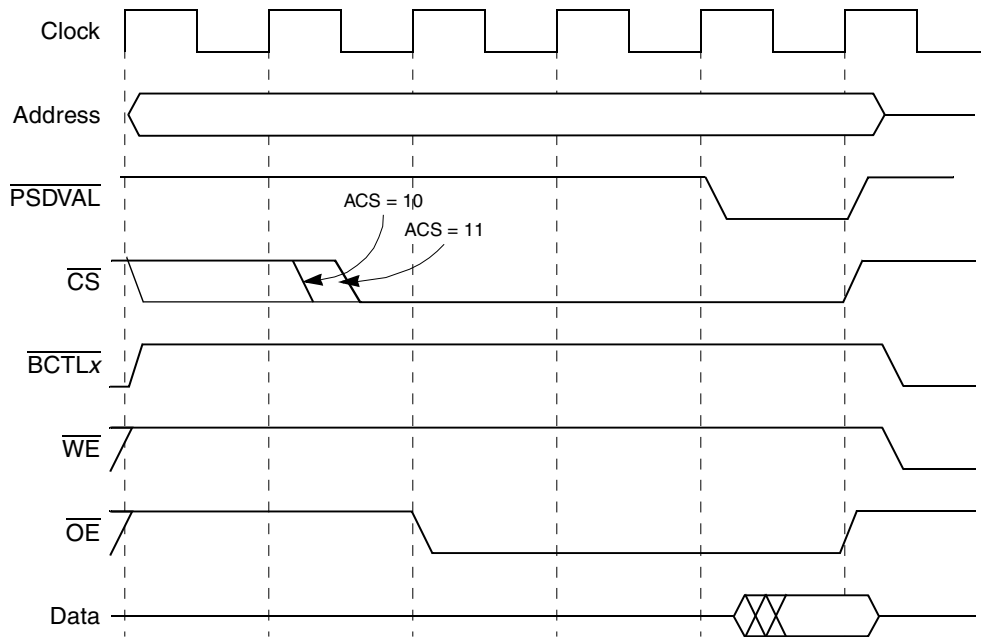 Clock
Address
PSDVAL
ACS = 10
ACS = 11
CS
BCTLx
WE
OE
Data